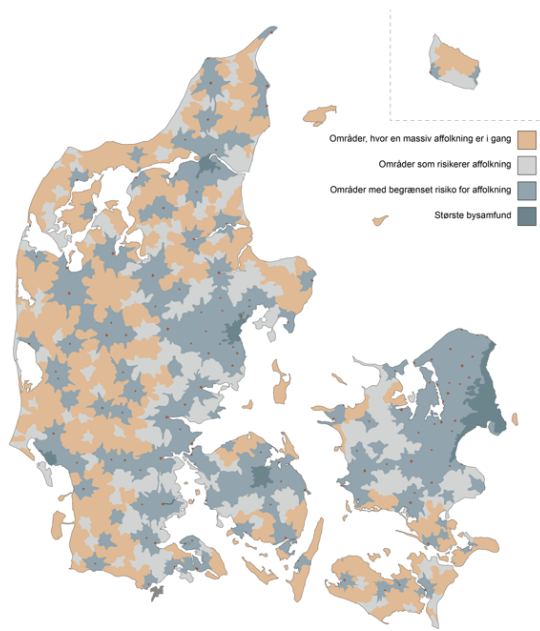 Områder, hvor en massiv affolkning er i gang
Områder som risikerer affolkning
Områder med begrænset risiko for affolkning
Største bysamfund